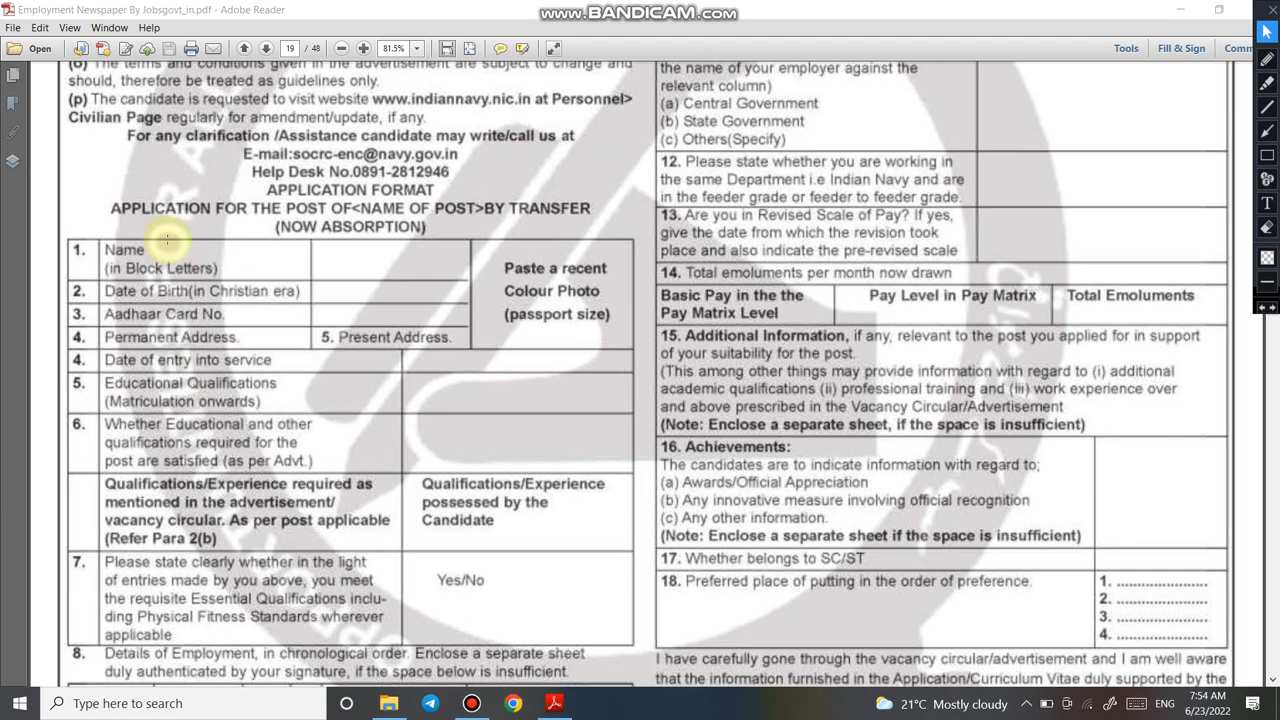 Employment Newspaper By Jobsgovt_in.pdf - Adobe Reader
www.BANDICAM.com
File Edit View Window Help
Open 19 / 48 81.5% Tools Fill & Sign Comm
(o) The terms and conditions given in the advertisement are subject to change and
should, therefore be treated as guidelines only.
(p) The candidate is requested to visit website www.indiannavy.nic.in at Personnel>
Civilian Page regularly for amendment/update, if any.
For any clarification /Assistance candidate may write/call us at
E-mail:socrc-enc@navy.gov.in
Help Desk No.0891-2812946
APPLICATION FORMAT
APPLICATION FOR THE POST OF<NAME OF POST>BY TRANSFER
(NOW ABSORPTION)
1. Name
(in Block Letters)
Paste a recent
Colour Photo
(passport size)
2. Date of Birth(in Christian era)
3. Aadhaar Card No.
4. Permanent Address. 5. Present Address.
4. Date of entry into service
5. Educational Qualifications
(Matriculation onwards)
6. Whether Educational and other
qualifications required for the
post are satisfied (as per Advt.)
Qualifications/Experience required as
mentioned in the advertisement/
vacancy circular. As per post applicable
(Refer Para 2(b)
Qualifications/Experience
possessed by the
Candidate
7. Please state clearly whether in the light
of entries made by you above, you meet
the requisite Essential Qualifications inclu-
ding Physical Fitness Standards wherever
applicable
Yes/No
8. Details of Employment, in chronological order. Enclose a separate sheet
duly authenticated by your signature, if the space below is insufficient.
the name of your employer against the
relevant column)
(a) Central Government
(b) State Government
(c) Others(Specify)
12. Please state whether you are working in
the same Department i.e Indian Navy and are
in the feeder grade or feeder to feeder grade.
13. Are you in Revised Scale of Pay? If yes,
give the date from which the revision took
place and also indicate the pre-revised scale
14. Total emoluments per month now drawn
Basic Pay in the the
Pay Matrix Level
Pay Level in Pay Matrix
Total Emoluments
15. Additional Information, if any, relevant to the post you applied for in support
of your suitability for the post.
(This among other things may provide information with regard to (i) additional
academic qualifications (ii) professional training and (iii) work experience over
and above prescribed in the Vacancy Circular/Advertisement
(Note: Enclose a separate sheet, if the space is insufficient)
16. Achievements:
The candidates are to indicate information with regard to;
(a) Awards/Official Appreciation
(b) Any innovative measure involving official recognition
(c) Any other information.
(Note: Enclose a separate sheet if the space is insufficient)
17. Whether belongs to SC/ST
18. Preferred place of putting in the order of preference.
1. ........................
2. ........................
3. ........................
4. ........................
I have carefully gone through the vacancy circular/advertisement and I am well aware
that the information furnished in the Application/Curriculum Vitae duly supported by the
Type here to search
21°C Mostly cloudy
ENG
7:54 AM
6/23/2022